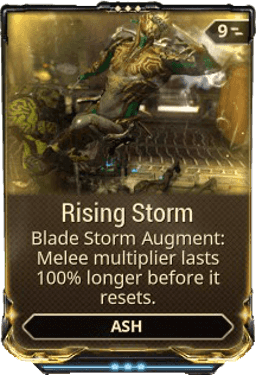 9
Rising Storm
Blade Storm Augment:
Melee multiplier lasts
100% longer before it
resets.
ASH